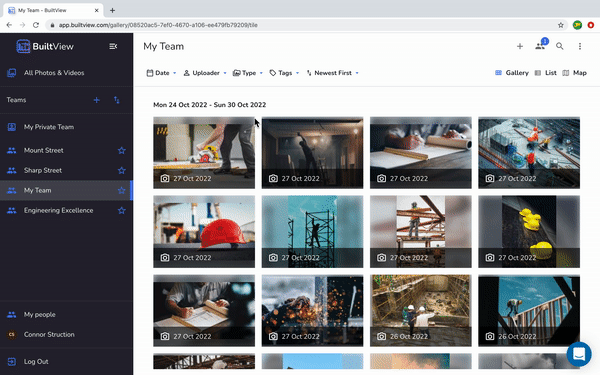 My Team - BuiltView
app.builtview.com/gallery/08520ac5-7ef0-4670-a106-ee479fb79209/tile
BuiltView
All Photos & Videos
Teams
My Private Team
Mount Street
Sharp Street
My Team
Engineering Excellence
My people
CS Connor Struction
Log Out
My Team
1
Date Uploader Type Tags Newest First
Gallery List Map
Mon 24 Oct 2022 - Sun 30 Oct 2022
27 Oct 2022 27 Oct 2022 27 Oct 2022 27 Oct 2022
27 Oct 2022 27 Oct 2022 27 Oct 2022 27 Oct 2022
27 Oct 2022 27 Oct 2022 26 Oct 2022 26 Oct 2022